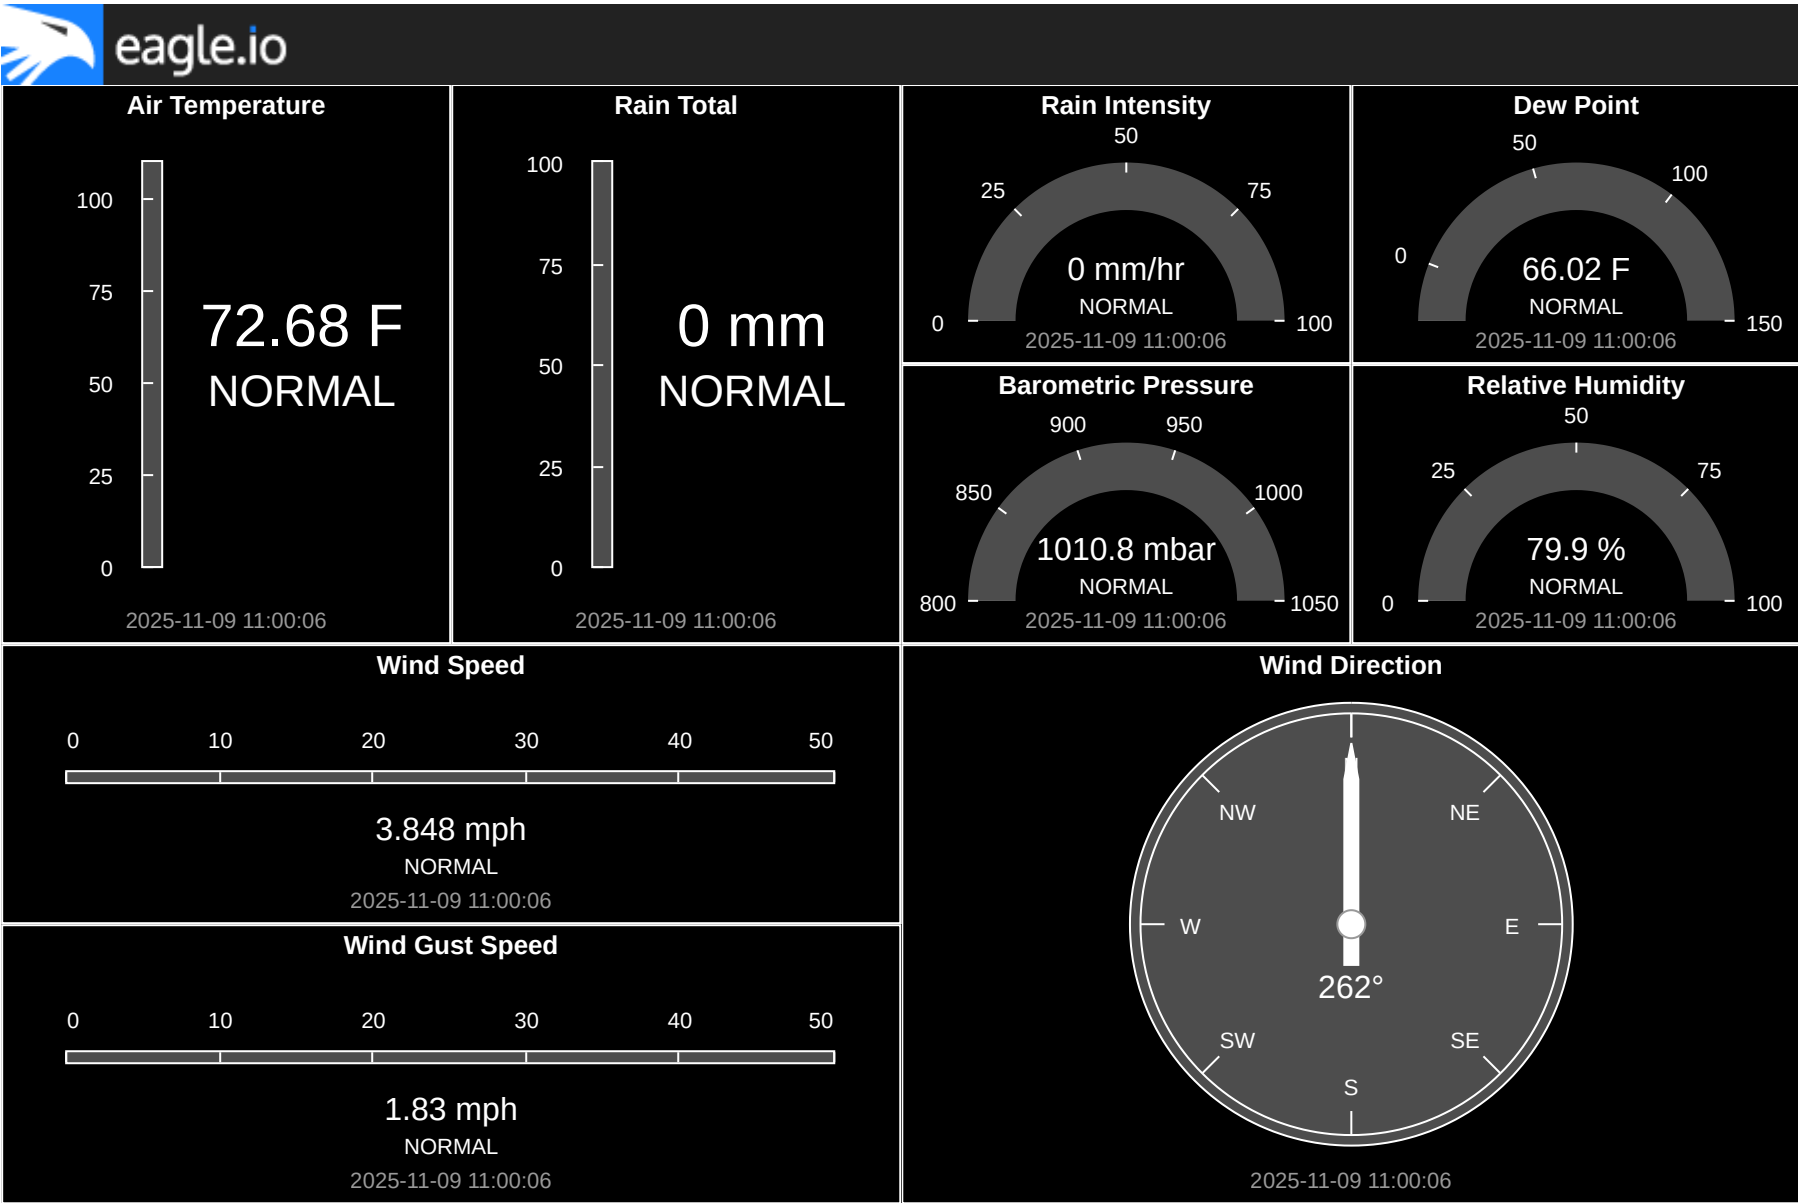 eagle.io
Air Temperature
100
75
50
25
0
72.68 F
NORMAL
2025-11-09 11:00:06
Rain Total
100
75
50
25
0
0 mm
NORMAL
2025-11-09 11:00:06
Rain Intensity
0
25
50
75
100
0 mm/hr
NORMAL
2025-11-09 11:00:06
Dew Point
0
50
100
150
66.02 F
NORMAL
2025-11-09 11:00:06
Barometric Pressure
800
850
900
950
1000
1050
1010.8 mbar
NORMAL
2025-11-09 11:00:06
Relative Humidity
0
25
50
75
100
79.9 %
NORMAL
2025-11-09 11:00:06
Wind Speed
0 10 20 30 40 50
3.848 mph
NORMAL
2025-11-09 11:00:06
Wind Gust Speed
0 10 20 30 40 50
1.83 mph
NORMAL
2025-11-09 11:00:06
Wind Direction
NW NE
W E
262°
SW SE
S
2025-11-09 11:00:06